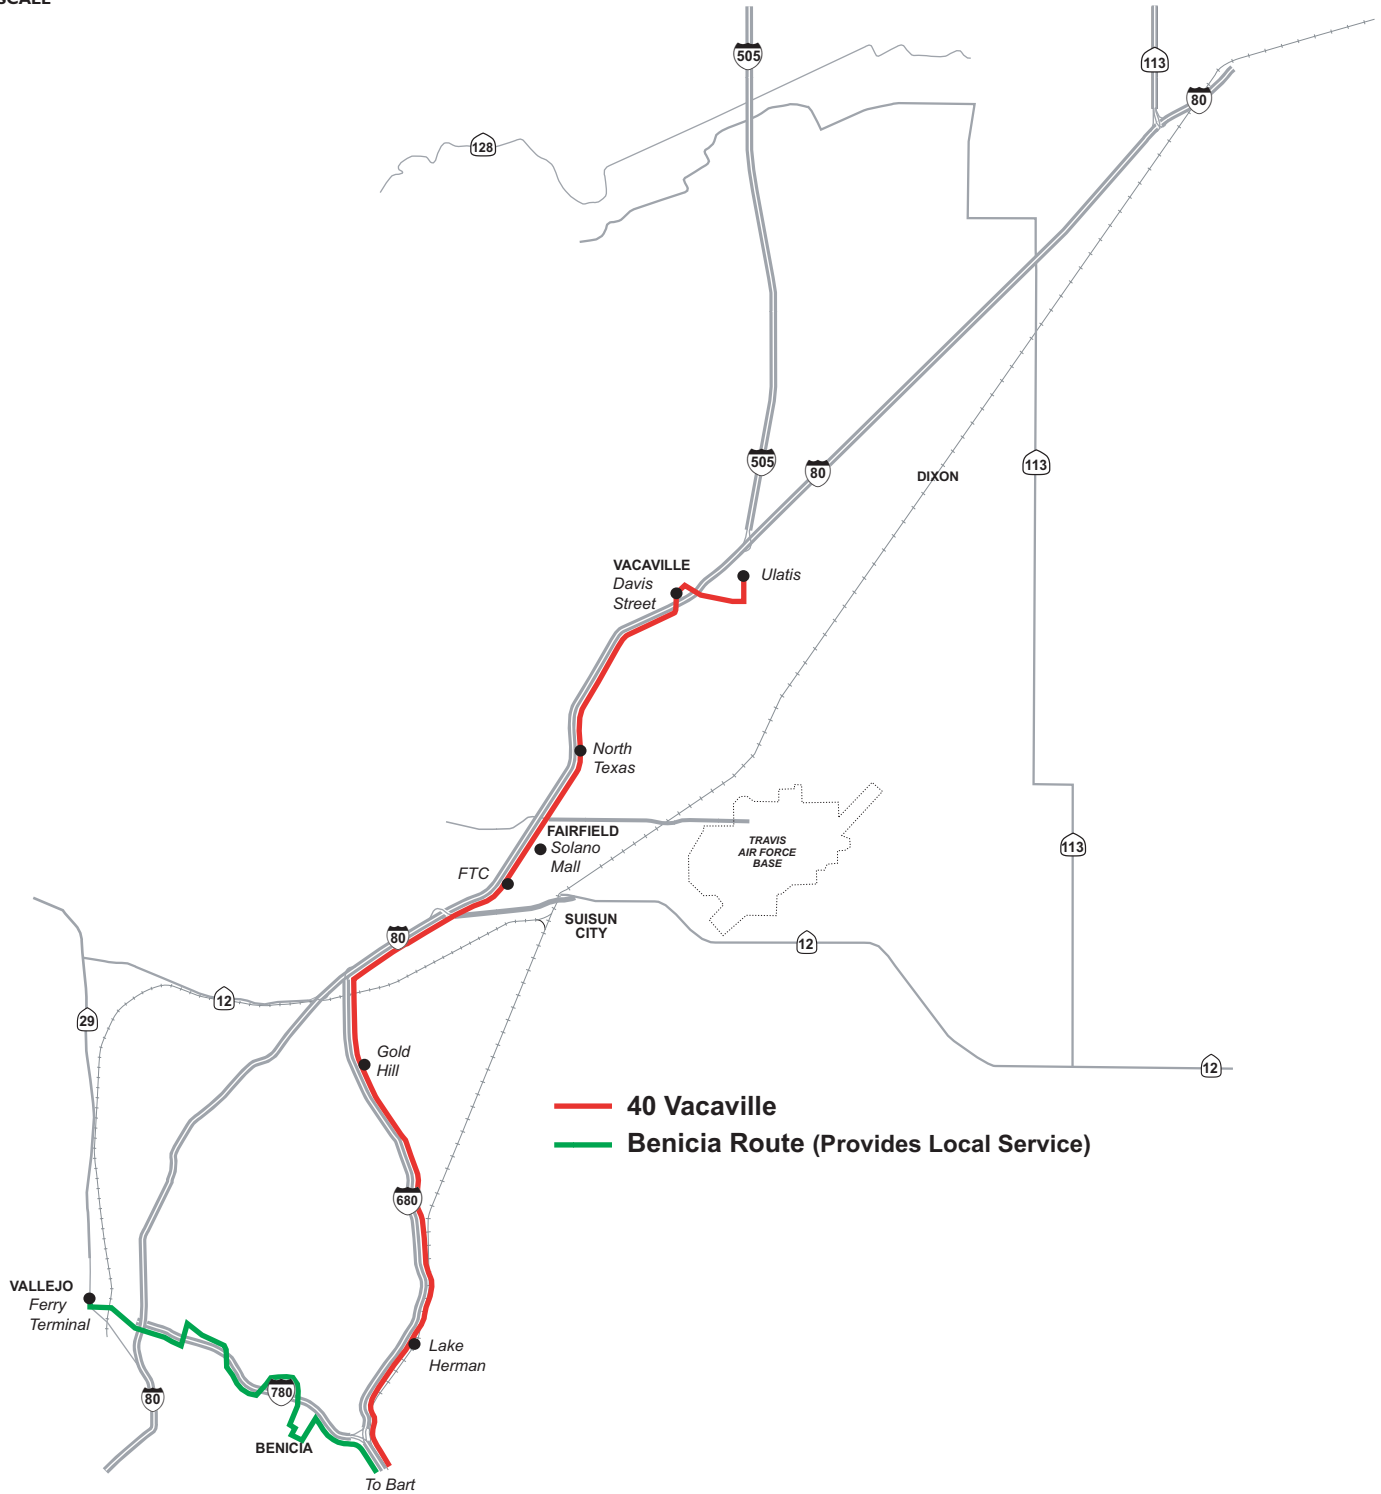 SCALE
505
113
80
128
505
80
DIXON
113
VACAVILLE
Davis
Street
Ulatis
North
Texas
FAIRFIELD
Solano
Mall
TRAVIS
AIR FORCE
BASE
113
FTC
SUISUN
CITY
80
12
12
29
Gold
Hill
12
40 Vacaville
Benicia Route (Provides Local Service)
680
VALLEJO
Ferry
Terminal
Lake
Herman
780
80
BENICIA
To Bart